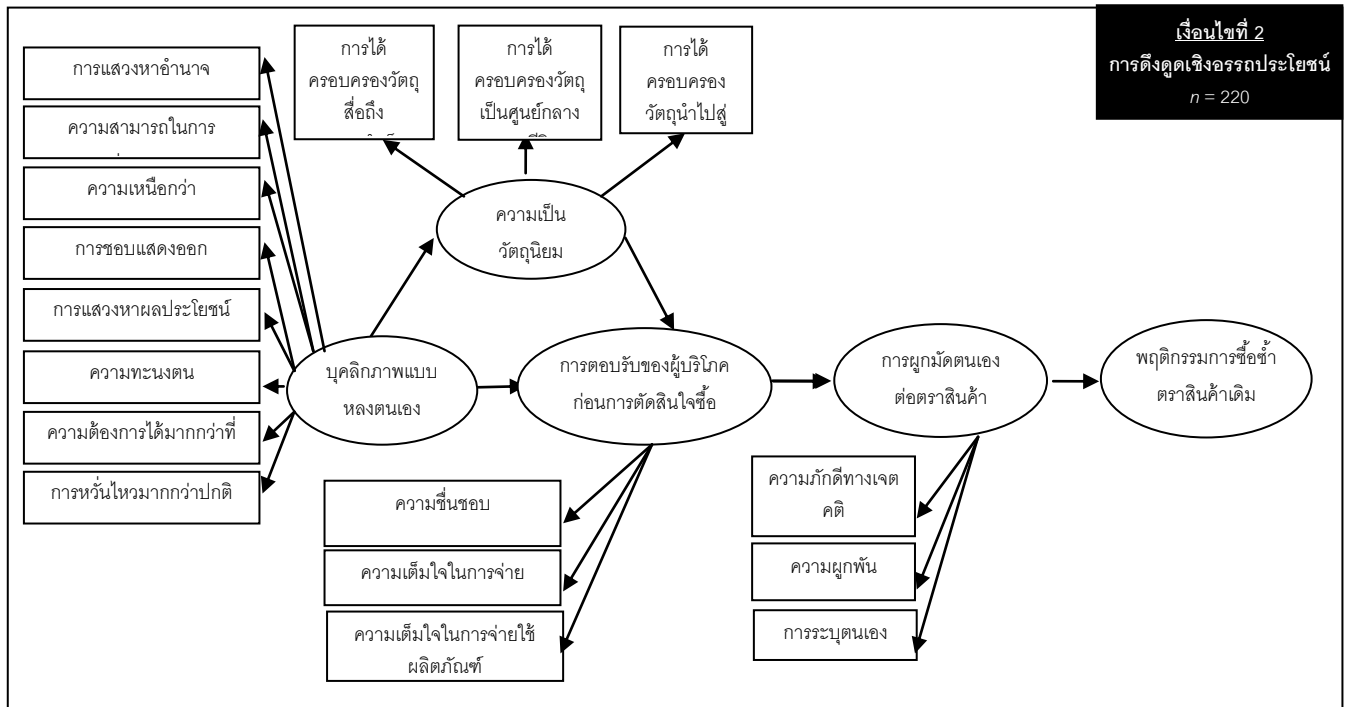 เงื่อนไขที่ 2
การดึงดูดเชิงอรรถประโยชน์
n = 220
การได้
ครอบครองวัตถุ
สื่อถึง
การได้
ครอบครองวัตถุ
เป็นศูนย์กลาง
การได้
ครอบครอง
วัตถุนำไปสู่
การแสวงหาอำนาจ
ความสามารถในการ
ความเหนือกว่า
การชอบแสดงออก
การแสวงหาผลประโยชน์
ความทะนงตน
ความต้องการได้มากกว่าที่
การหวั่นไหวมากกว่าปกติ
ความเป็น
วัตถุนิยม
บุคลิกภาพแบบ
หลงตนเอง
การตอบรับของผู้บริโภค
ก่อนการตัดสินใจซื้อ
การผูกมัดตนเอง
ต่อตราสินค้า
พฤติกรรมการซื้อซ้ำ
ตราสินค้าเดิม
ความชื่นชอบ
ความเต็มใจในการจ่าย
ความเต็มใจในการจ่ายใช้
ผลิตภัณฑ์
ความภักดีทางเจต
คติ
ความผูกพัน
การระบุตนเอง